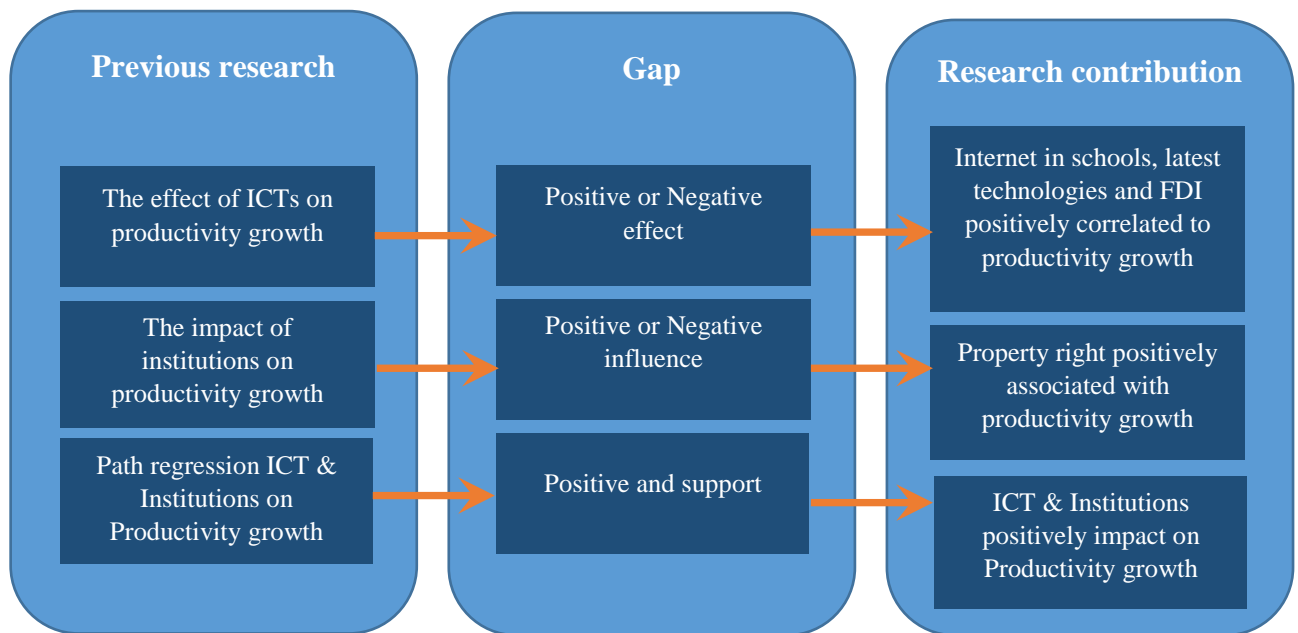 Previous research
The effect of ICTs on
productivity growth
The impact of
institutions on
productivity growth
Path regression ICT &
Institutions on
Productivity growth
Gap
Positive or Negative
effect
Positive or Negative
influence
Positive and support
Research contribution
Internet in schools, latest
technologies and FDI
positively correlated to
productivity growth
Property right positively
associated with
productivity growth
ICT & Institutions
positively impact on
Productivity growth